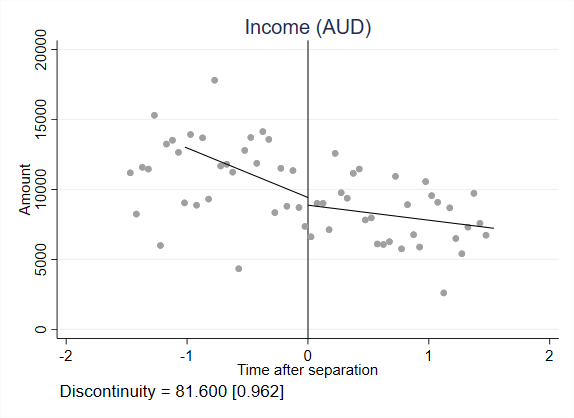 Income (AUD)
20000
15000
10000
5000
0
Amount
-2 -1 0 1 2
Time after separation
Discontinuity = 81.600 [0.962]